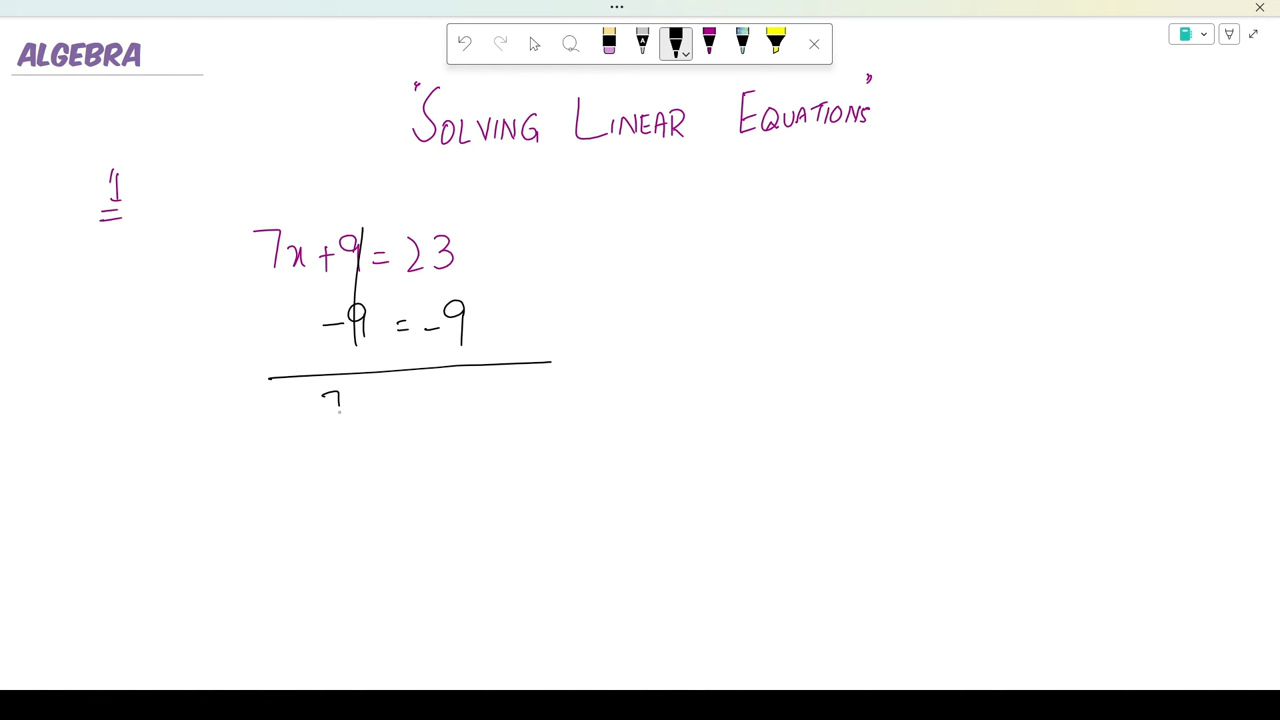 ALGEBRA
"SOLVING LINEAR EQUATIONS"
1
7x+9=23
-9 = -9
7